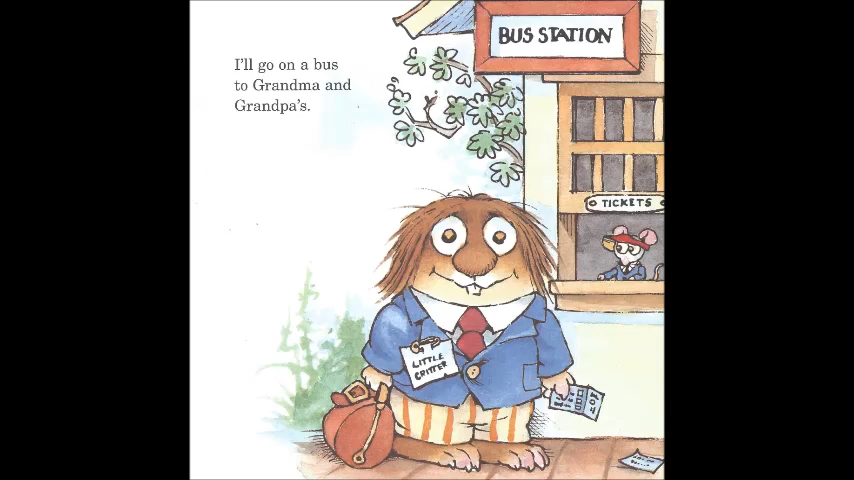 I'll go on a bus
to Grandma and
Grandpa's.
BUS STATION
TICKETS
LITTLE
CRITTER